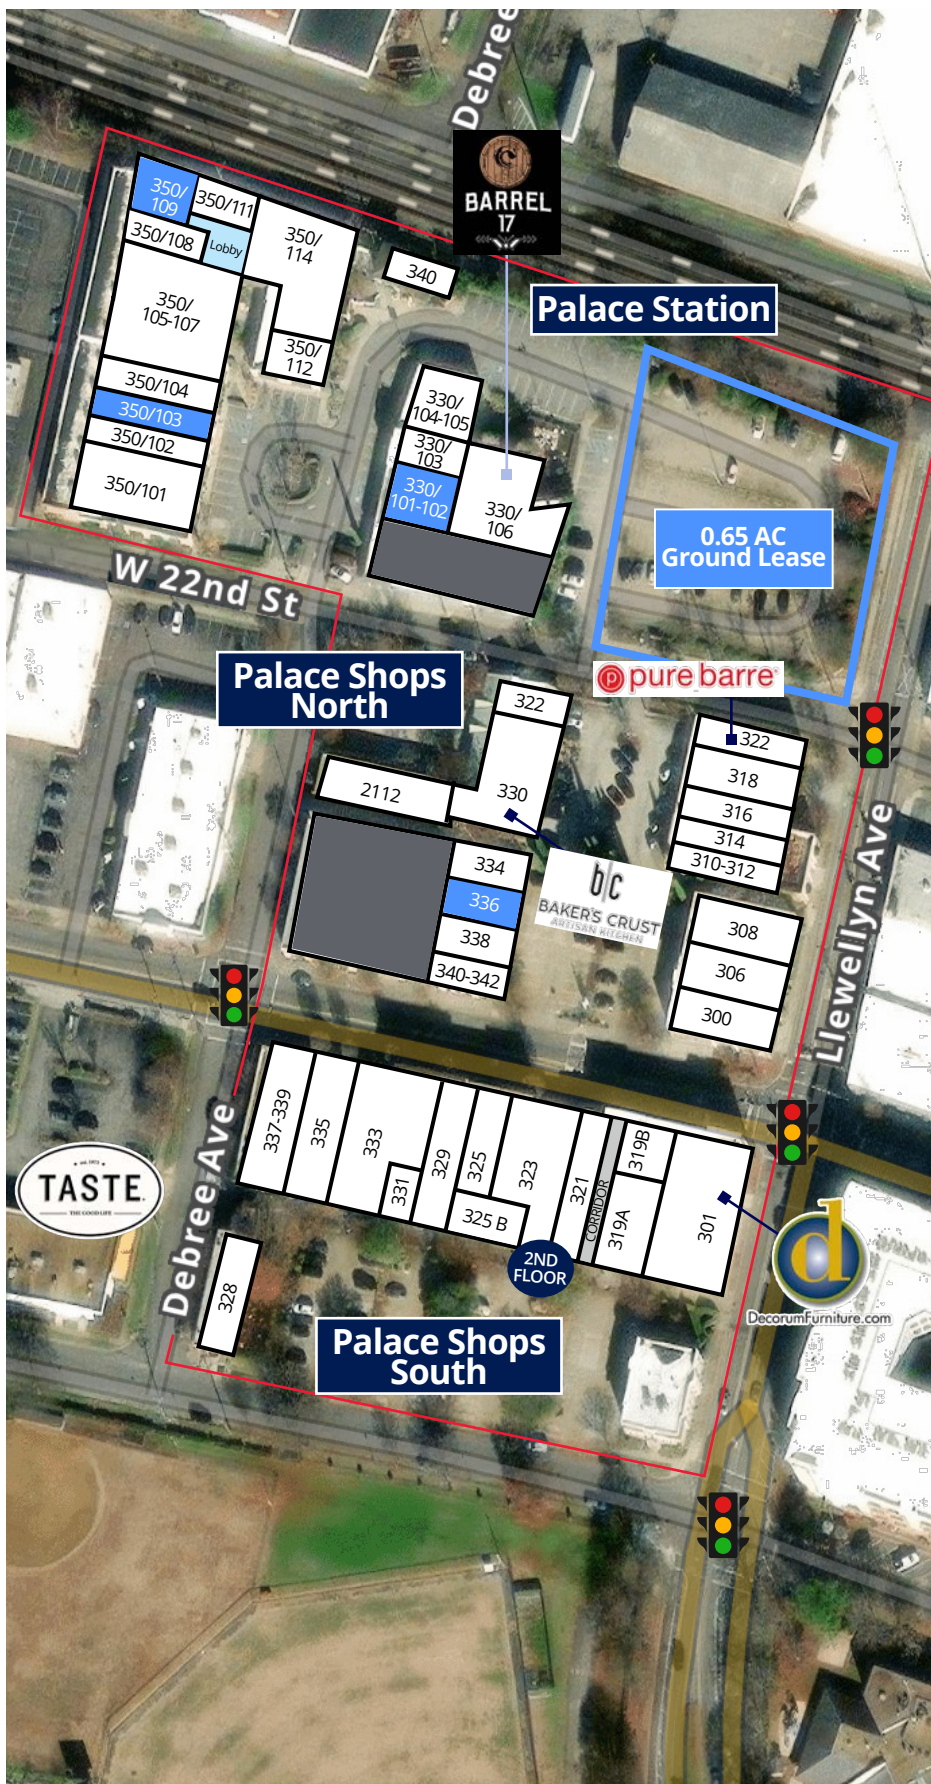 Debree
BARREL
17
350/
109
350/111
350/108
Lobby
350/
114
340
Palace Station
350/
105-107
350/
112
350/104
350/103
350/102
350/101
330/
104-105
330/
103
330/
101-102
330/
106
0.65 AC
Ground Lease
W 22nd St
Palace Shops
North
pure barre
322
322
318
316
314
310-312
2112
330
334
336
338
340-342
b|c
BAKER'S CRUST
ARTISAN KITCHEN
308
306
300
Llewellyn Ave
337-339
335
333
331
329
325
325 B
323
321
CORRIDOR
319B
319A
301
2ND
FLOOR
TASTE.
THE GOOD LIFE
Debree Ave
328
d
DecorumFurniture.com
Palace Shops
South